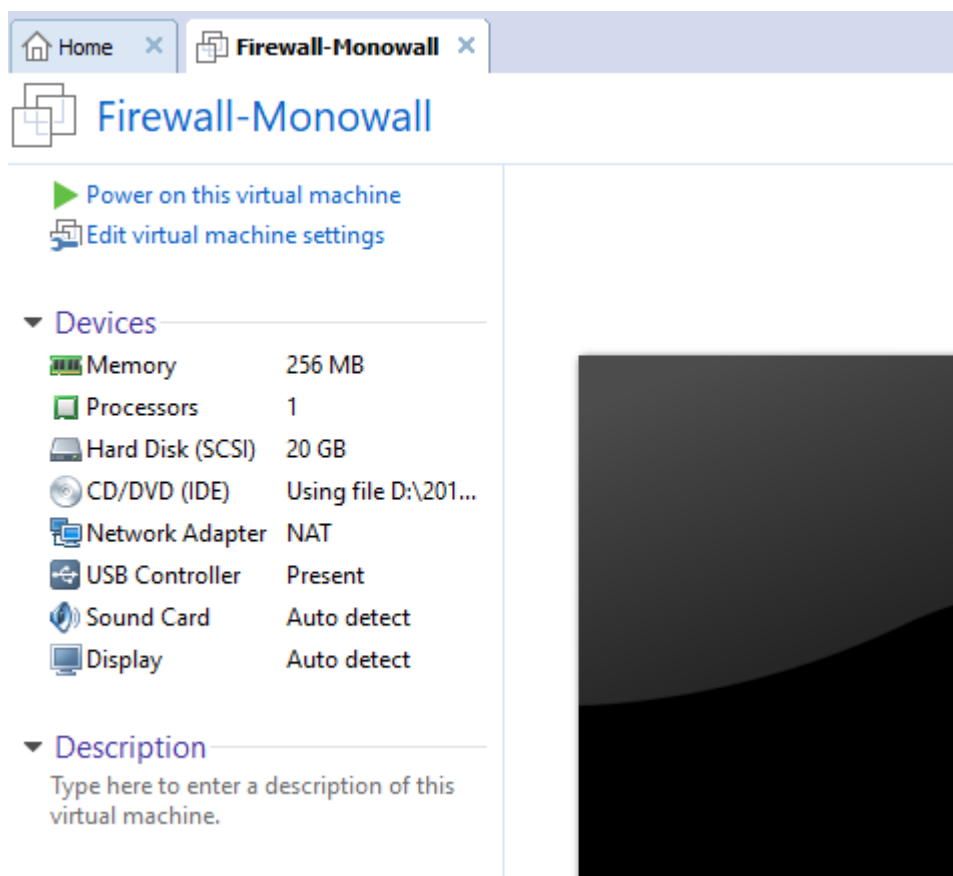 Home
Firewall-Monowall
Firewall-Monowall
Power on this virtual machine
Edit virtual machine settings
Devices
Memory 256 MB
Processors 1
Hard Disk (SCSI) 20 GB
CD/DVD (IDE) Using file D:\201...
Network Adapter NAT
USB Controller Present
Sound Card Auto detect
Display Auto detect
Description
Type here to enter a description of this
virtual machine.